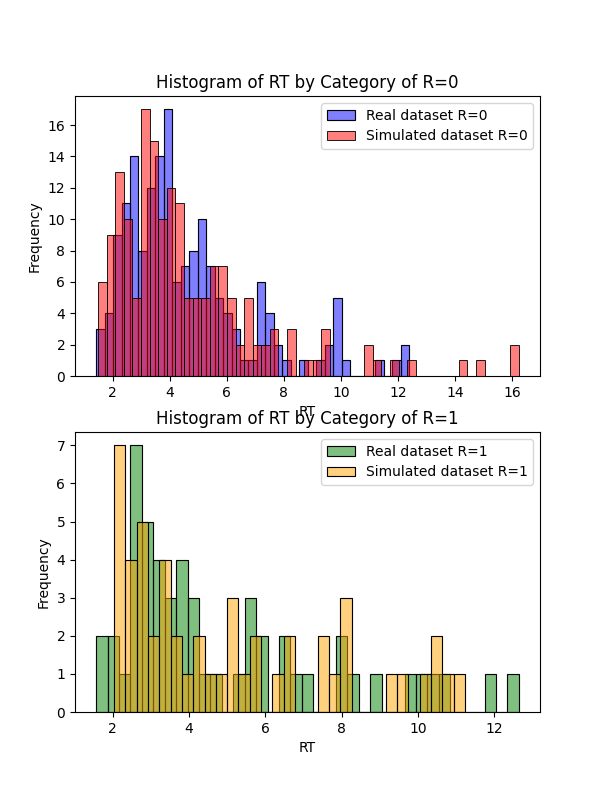 Histogram of RT by Category of R=0
Real dataset R=0
Simulated dataset R=0
Frequency
16
14
12
10
8
6
4
2
0
2 4 6 8 10 12 14 16
RT
Histogram of RT by Category of R=1
Real dataset R=1
Simulated dataset R=1
Frequency
7
6
5
4
3
2
1
0
2 4 6 8 10 12
RT